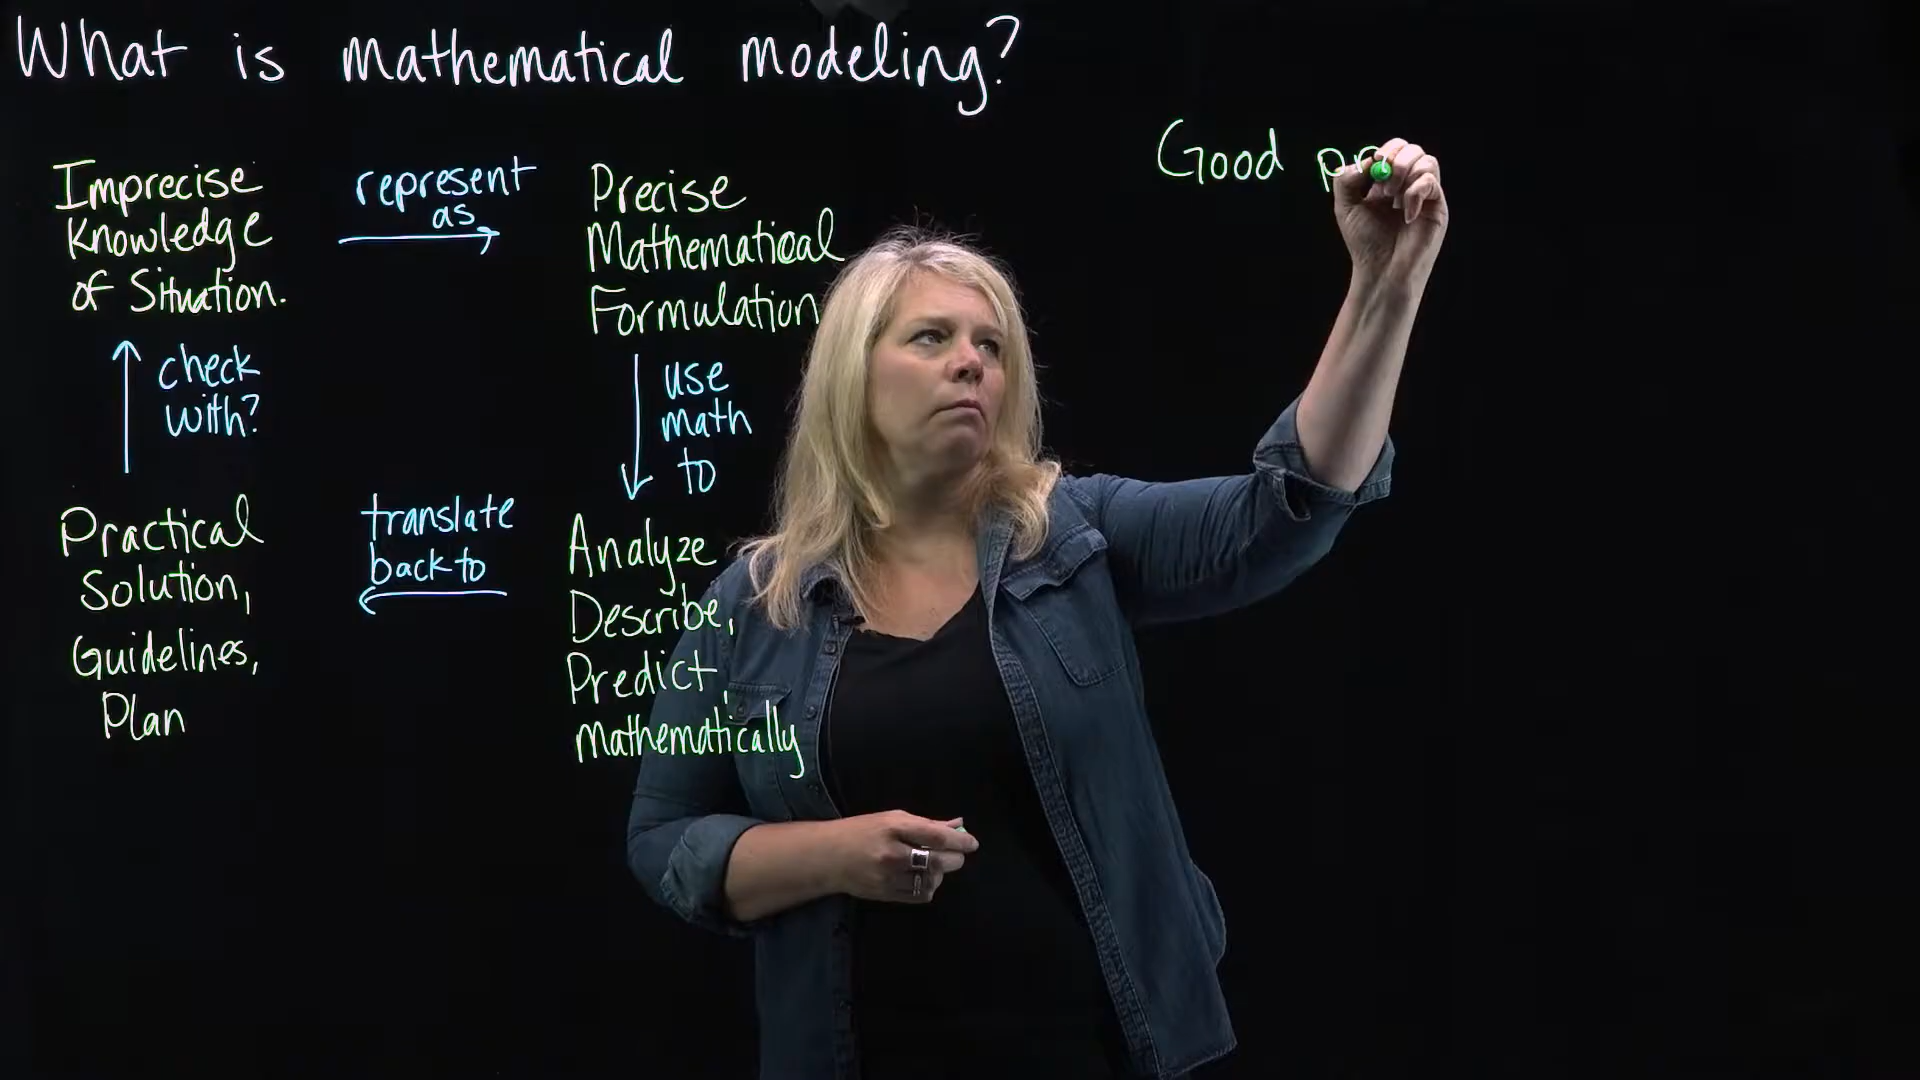 What is mathematical modeling?
Imprecise
Knowledge
of Situation.
represent
as
Precise
Mathematical
Formulation
check
with?
use
math
to
Practical
Solution,
Guidelines,
Plan
translate
back to
Analyze
Describe,
Predict,
mathematically
Good pr